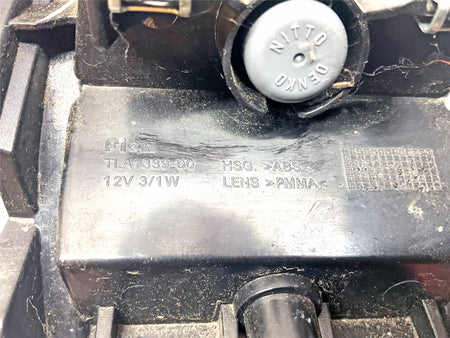 NITTO
DENKO
TLA1339-00 HSG. >ABS<
12V 3/1W LENS >PMMA<